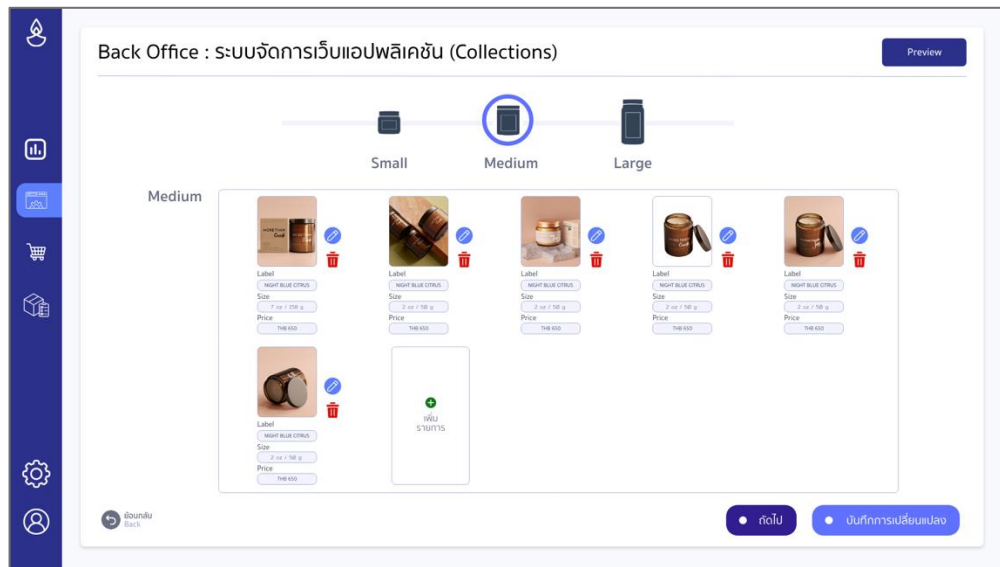 Back Office : ระบบจัดการเว็บแอปพลิเคชัน (Collections)
Preview
Small
Medium
Large
Medium
Label
NIGHT BLUE CITRUS
Size
7 oz / 150 g
Price
THB 650
Label
NIGHT BLUE CITRUS
Size
2 oz / 50 g
Price
THB 650
Label
NIGHT BLUE CITRUS
Size
2 oz / 50 g
Price
THB 650
Label
NIGHT BLUE CITRUS
Size
2 oz / 50 g
Price
THB 650
Label
NIGHT BLUE CITRUS
Size
2 oz / 50 g
Price
THB 650
Label
NIGHT BLUE CITRUS
Size
2 oz / 50 g
Price
THB 650
เพิ่ม
รายการ
ย้อนกลับ
Back
ถัดไป
บันทึกการเปลี่ยนแปลง